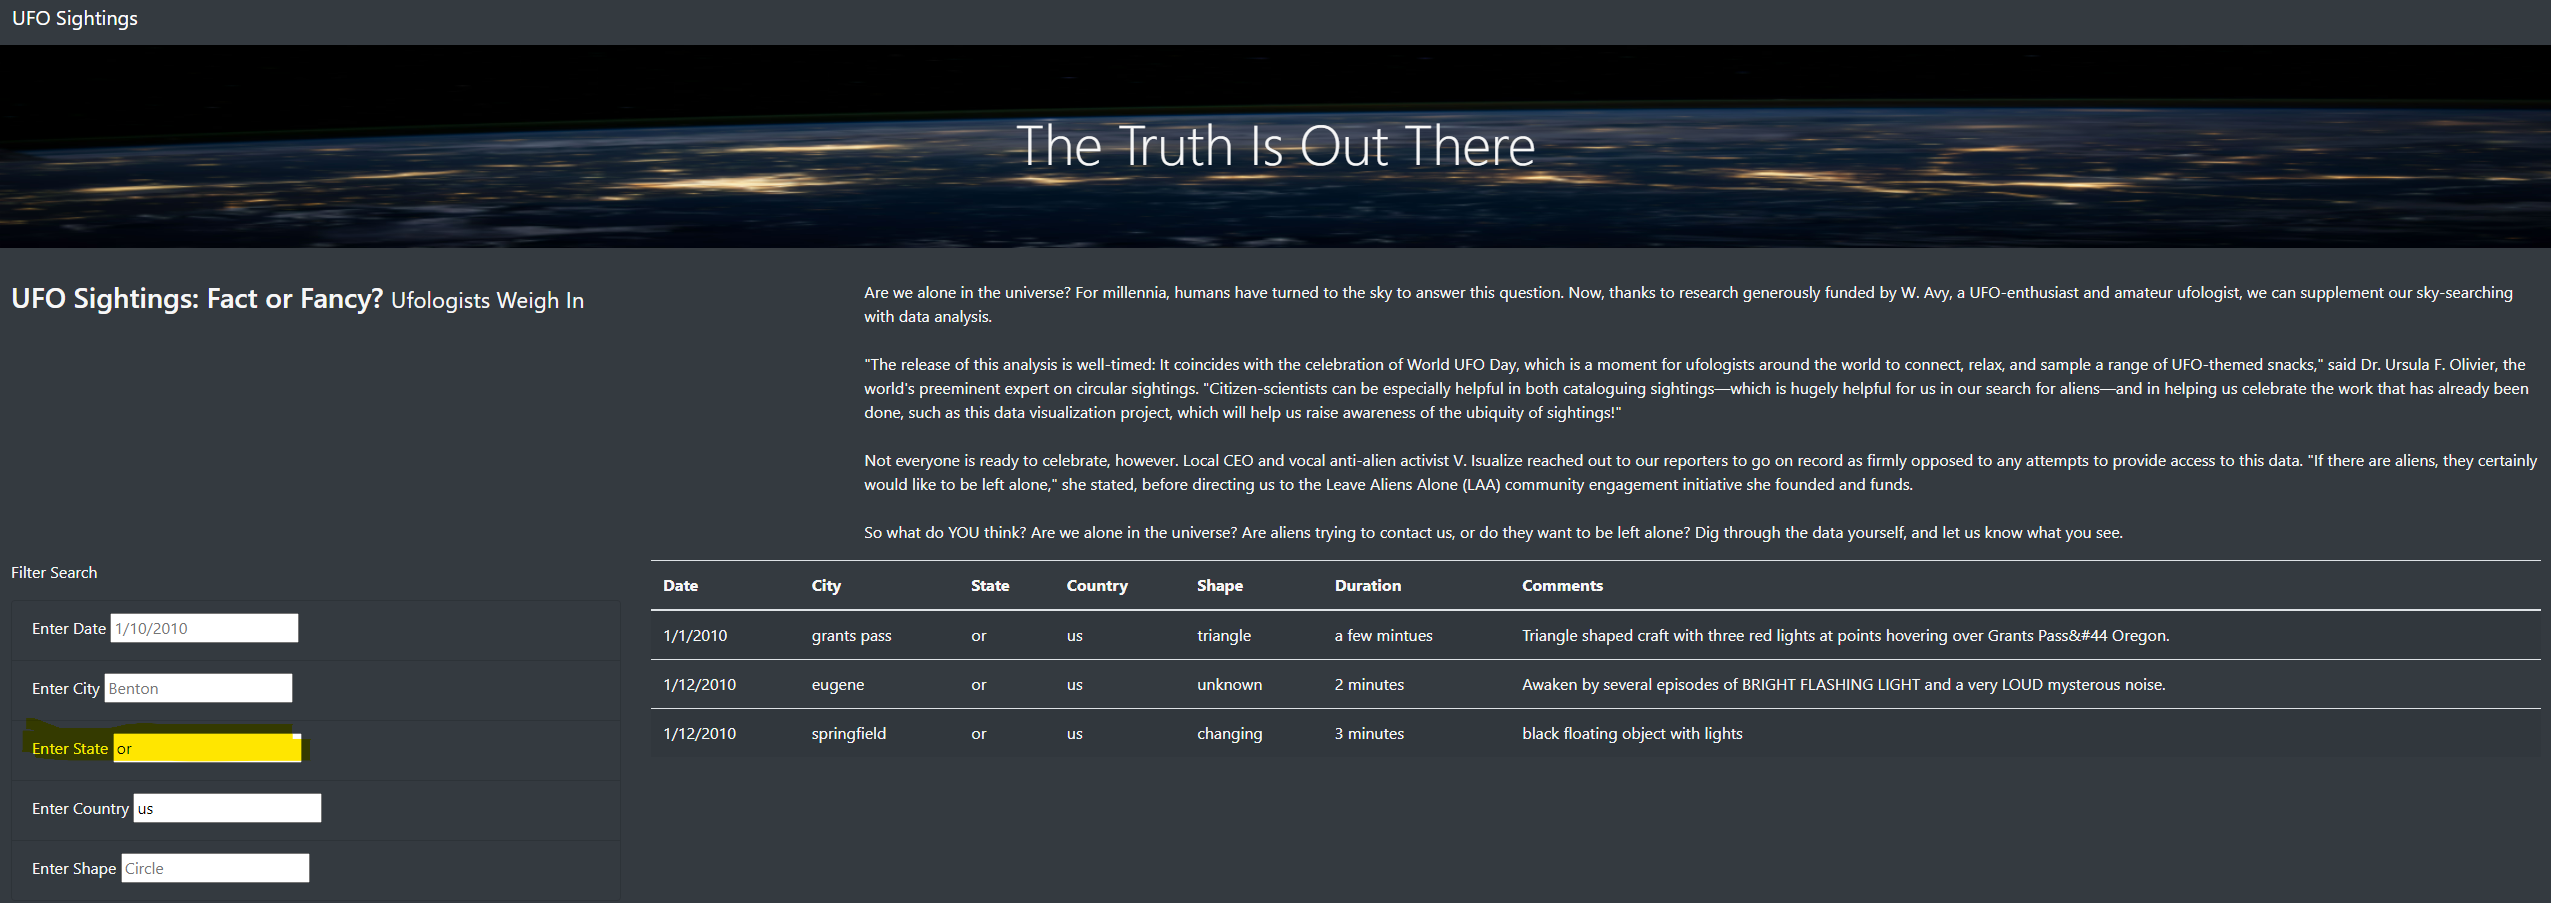 UFO Sightings
The Truth Is Out There
UFO Sightings: Fact or Fancy? Ufologists Weigh In
Are we alone in the universe? For millennia, humans have turned to the sky to answer this question. Now, thanks to research generously funded by W. Avy, a UFO-enthusiast and amateur ufologist, we can supplement our sky-searching
with data analysis.
"The release of this analysis is well-timed: It coincides with the celebration of World UFO Day, which is a moment for ufologists around the world to connect, relax, and sample a range of UFO-themed snacks," said Dr. Ursula F. Olivier, the
world's preeminent expert on circular sightings. "Citizen-scientists can be especially helpful in both cataloguing sightings—which is hugely helpful for us in our search for aliens—and in helping us celebrate the work that has already been
done, such as this data visualization project, which will help us raise awareness of the ubiquity of sightings!"
Not everyone is ready to celebrate, however. Local CEO and vocal anti-alien activist V. Isualize reached out to our reporters to go on record as firmly opposed to any attempts to provide access to this data. "If there are aliens, they certainly
would like to be left alone," she stated, before directing us to the Leave Aliens Alone (LAA) community engagement initiative she founded and funds.
So what do YOU think? Are we alone in the universe? Are aliens trying to contact us, or do they want to be left alone? Dig through the data yourself, and let us know what you see.
Filter Search
Enter Date 1/10/2010
Enter City Benton
Enter State or
Enter Country us
Enter Shape Circle
Date City State Country Shape Duration Comments
1/1/2010 grants pass or us triangle a few mintues Triangle shaped craft with three red lights at points hovering over Grants Pass&#44 Oregon.
1/12/2010 eugene or us unknown 2 minutes Awaken by several episodes of BRIGHT FLASHING LIGHT and a very LOUD mysterous noise.
1/12/2010 springfield or us changing 3 minutes black floating object with lights